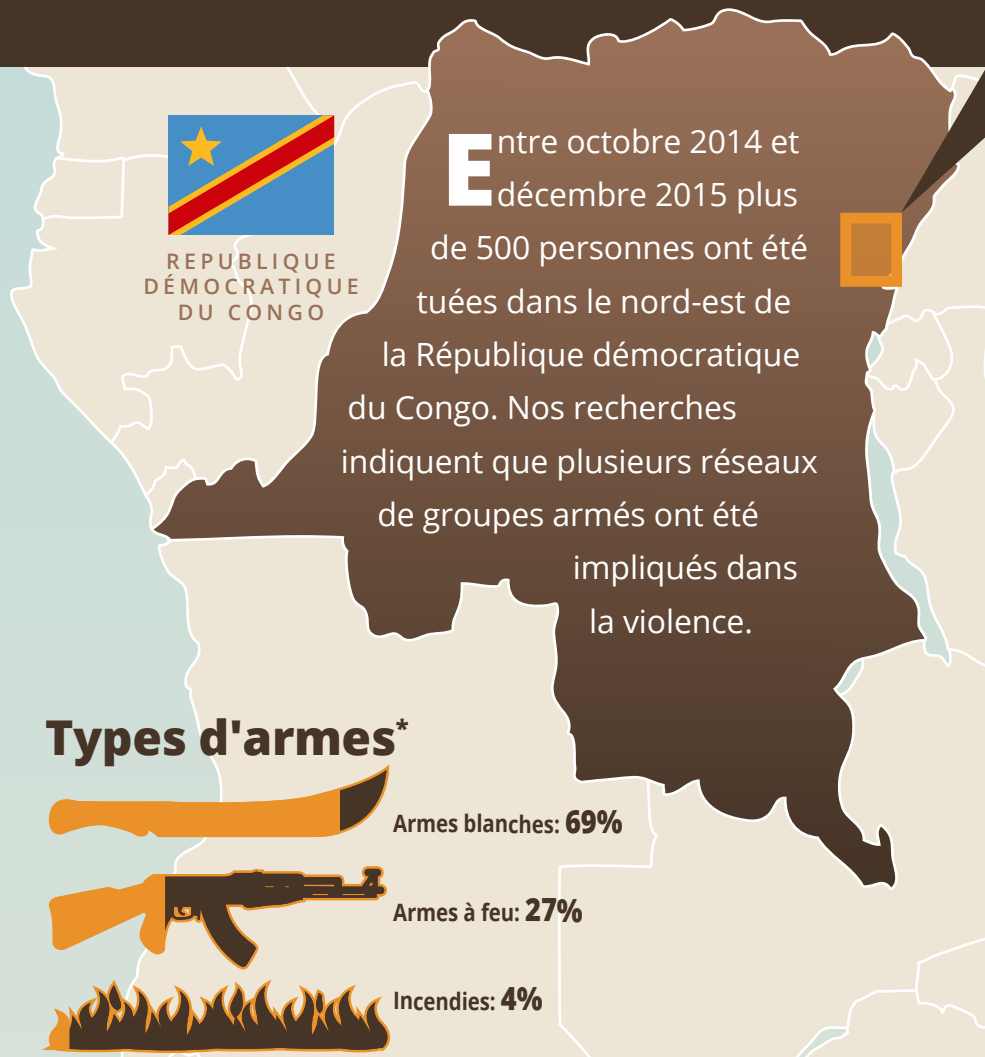 REPUBLIQUE
DÉMOCRATIQUE
DU CONGO
Entre octobre 2014 et
décembre 2015 plus
de 500 personnes ont été
tuées dans le nord-est de
la République démocratique
du Congo. Nos recherches
indiquent que plusieurs réseaux
de groupes armés ont été
impliqués dans
la violence.
Types d'armes*
Armes blanches: 69%
Armes à feu: 27%
Incendies: 4%